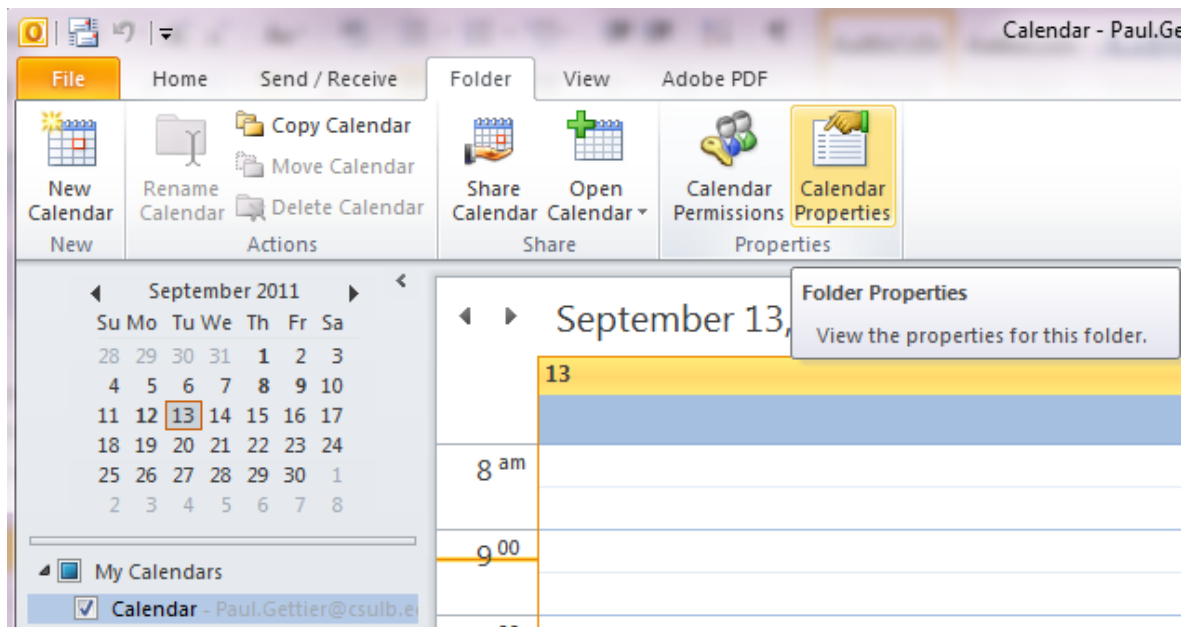 Calendar - Paul.Ge
File Home Send / Receive Folder View Adobe PDF
New Calendar
Rename Calendar
Copy Calendar
Move Calendar
Delete Calendar
Share Calendar
Open Calendar
Calendar Permissions
Calendar Properties
New Actions Share Properties
Folder Properties
View the properties for this folder.
September 2011
Su Mo Tu We Th Fr Sa
28 29 30 31 1 2 3
4 5 6 7 8 9 10
11 12 13 14 15 16 17
18 19 20 21 22 23 24
25 26 27 28 29 30 1
2 3 4 5 6 7 8
My Calendars
Calendar - Paul.Gettier@csulb.e
September 13,
13
8 am
9 00